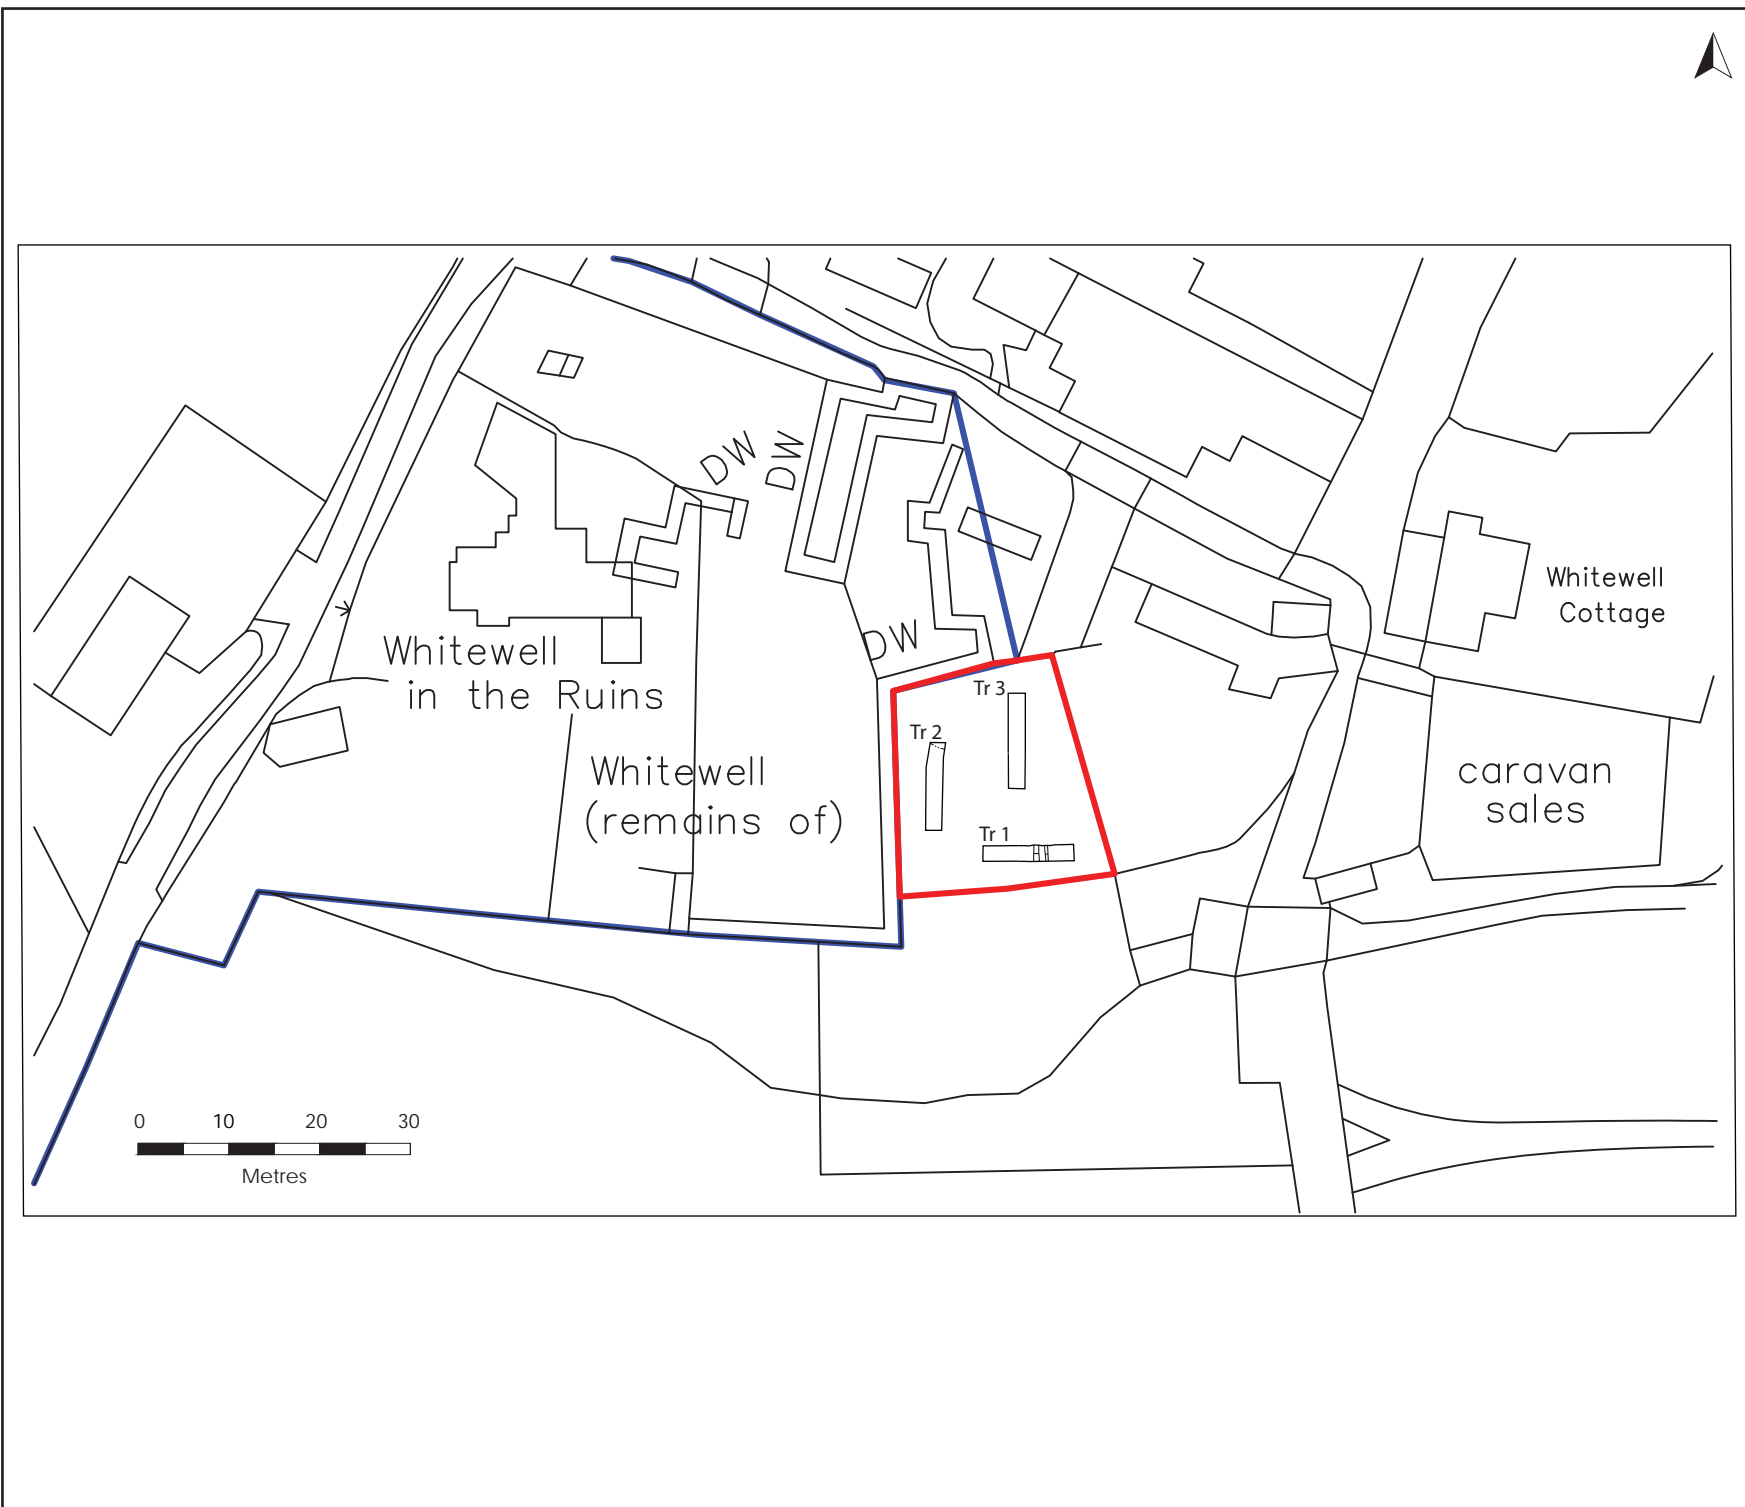 DW
DW
Whitewell
Cottage
DW
Whitewell
in the Ruins
Tr 3
Tr 2
Whitewell
(remains of)
caravan
sales
Tr 1
0 10 20 30
Metres